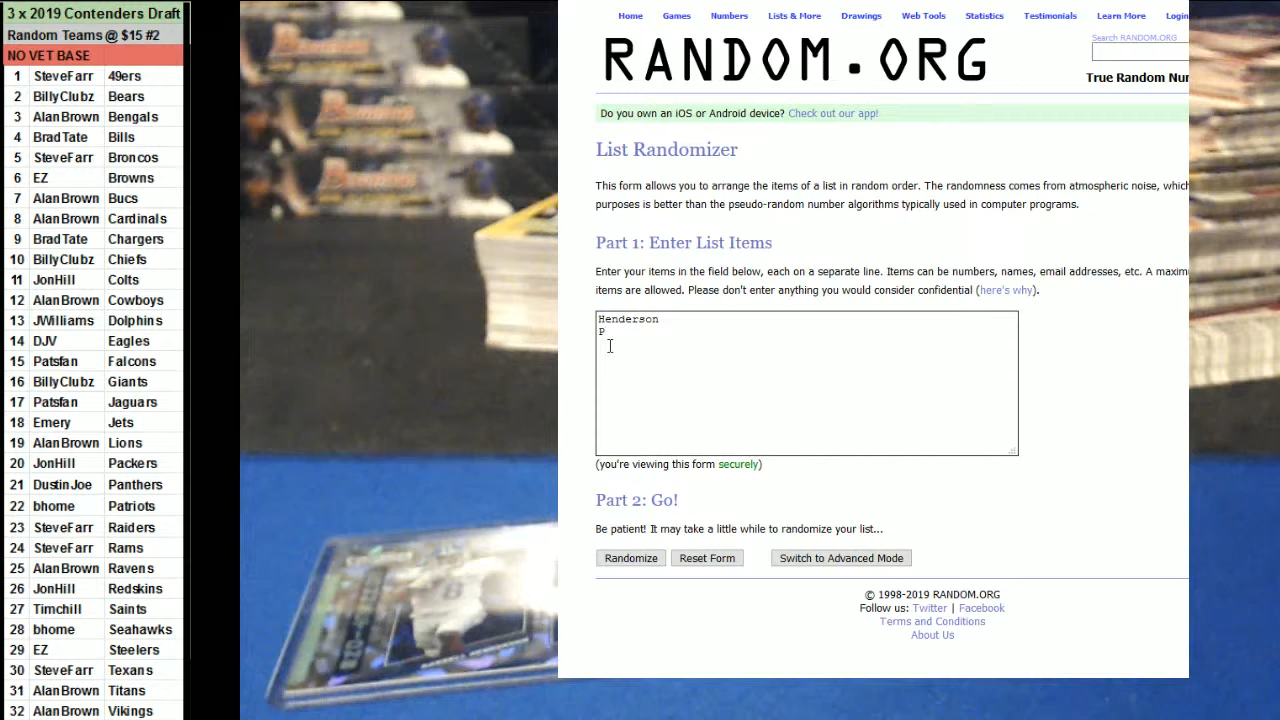 3 x 2019 Contenders Draft
Random Teams @ $15 #2
NO VET BASE
1 SteveFarr 49ers
2 BillyClubz Bears
3 AlanBrown Bengals
4 BradTate Bills
5 SteveFarr Broncos
6 EZ Browns
7 AlanBrown Bucs
8 AlanBrown Cardinals
9 BradTate Chargers
10 BillyClubz Chiefs
11 JonHill Colts
12 AlanBrown Cowboys
13 JWilliams Dolphins
14 DJV Eagles
15 Patsfan Falcons
16 BillyClubz Giants
17 Patsfan Jaguars
18 Emery Jets
19 AlanBrown Lions
20 JonHill Packers
21 DustinJoe Panthers
22 bhome Patriots
23 SteveFarr Raiders
24 SteveFarr Rams
25 AlanBrown Ravens
26 JonHill Redskins
27 Timchill Saints
28 bhome Seahawks
29 EZ Steelers
30 SteveFarr Texans
31 AlanBrown Titans
32 AlanBrown Vikings
Bowman
Bowman
Bowman
Home Games Numbers Lists & More Drawings Web Tools Statistics Testimonials Learn More Login
RANDOM.ORG
Search RANDOM.ORG
True Random Nur
Do you own an iOS or Android device? Check out our app!
List Randomizer
This form allows you to arrange the items of a list in random order. The randomness comes from atmospheric noise, which
purposes is better than the pseudo-random number algorithms typically used in computer programs.
Part 1: Enter List Items
Enter your items in the field below, each on a separate line. Items can be numbers, names, email addresses, etc. A maxim
items are allowed. Please don't enter anything you would consider confidential (here's why).
Henderson
P
(you're viewing this form securely)
Part 2: Go!
Be patient! It may take a little while to randomize your list...
Randomize Reset Form Switch to Advanced Mode
© 1998-2019 RANDOM.ORG
Follow us: Twitter | Facebook
Terms and Conditions
About Us